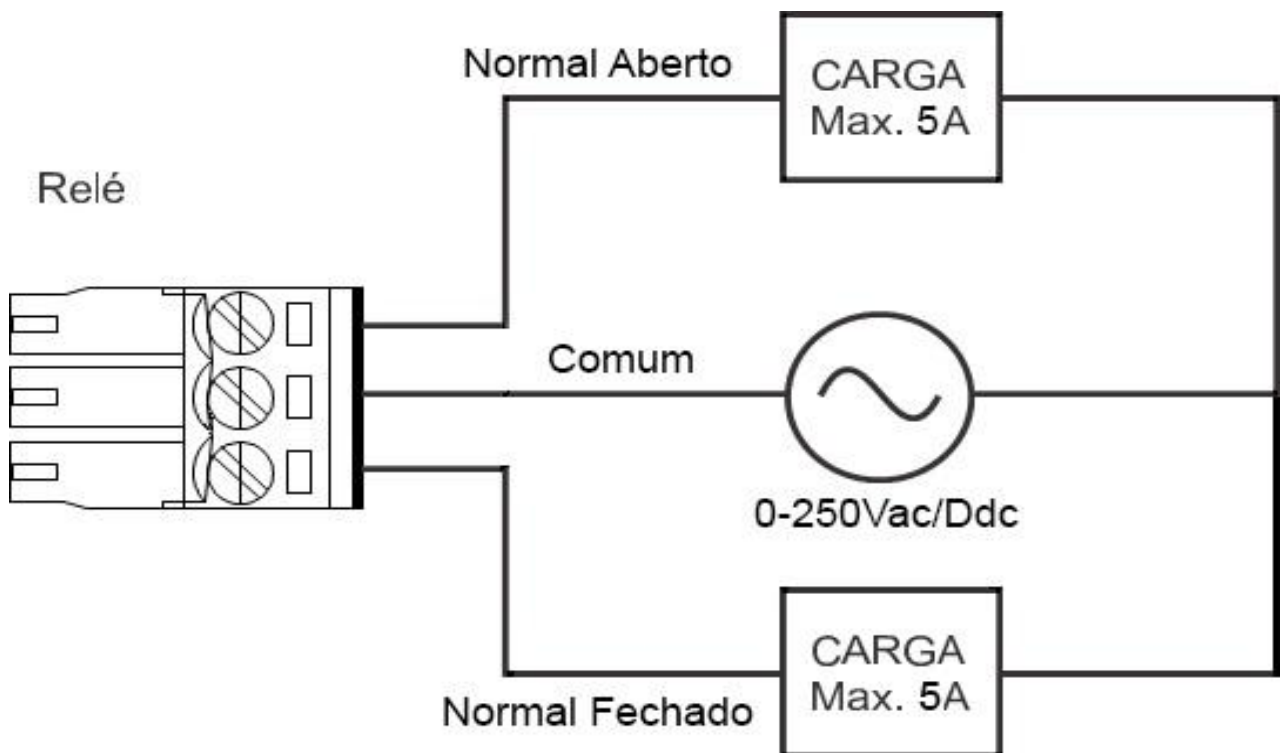 Normal Aberto
CARGA
Max. 5A
Relé
Comum
0-250Vac/Ddc
CARGA
Max. 5A
Normal Fechado